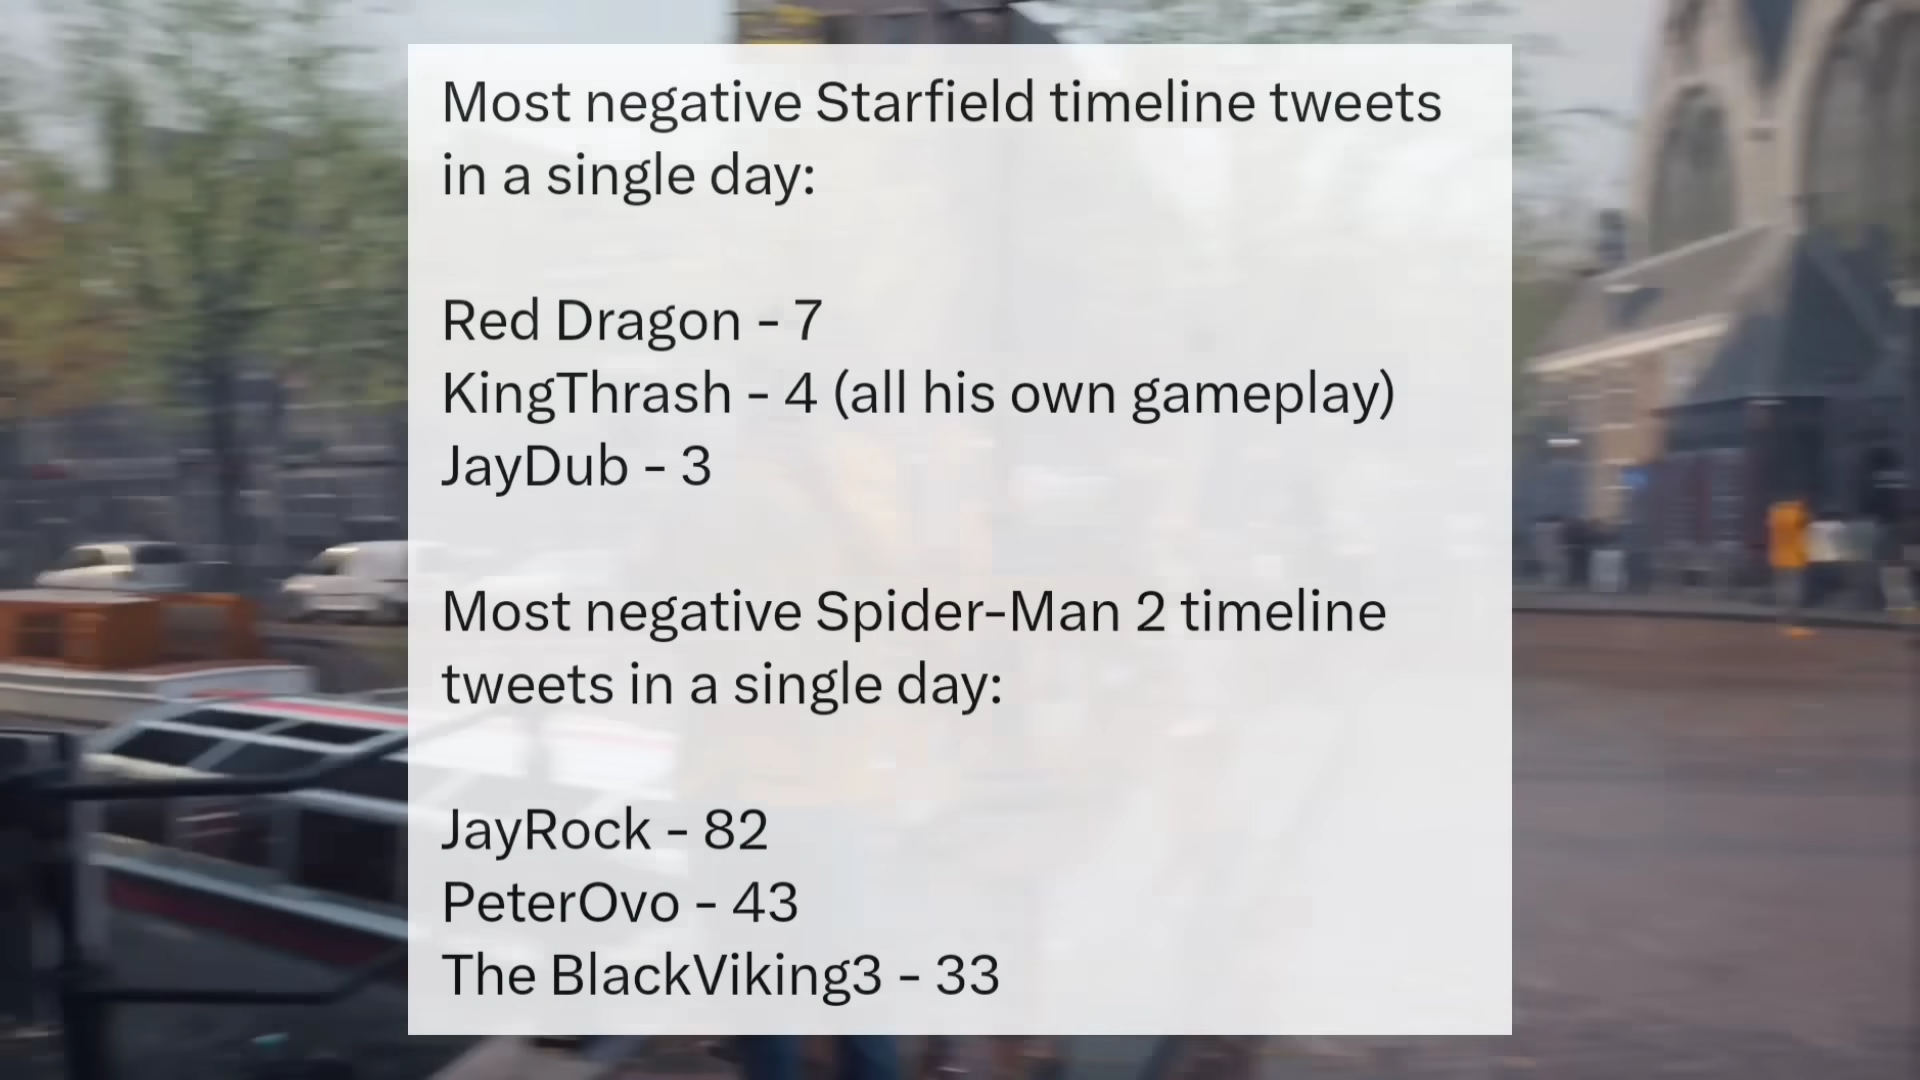 Most negative Starfield timeline tweets
in a single day:
Red Dragon - 7
KingThrash - 4 (all his own gameplay)
JayDub - 3
Most negative Spider-Man 2 timeline
tweets in a single day:
JayRock - 82
PeterOvo - 43
The BlackViking3 - 33